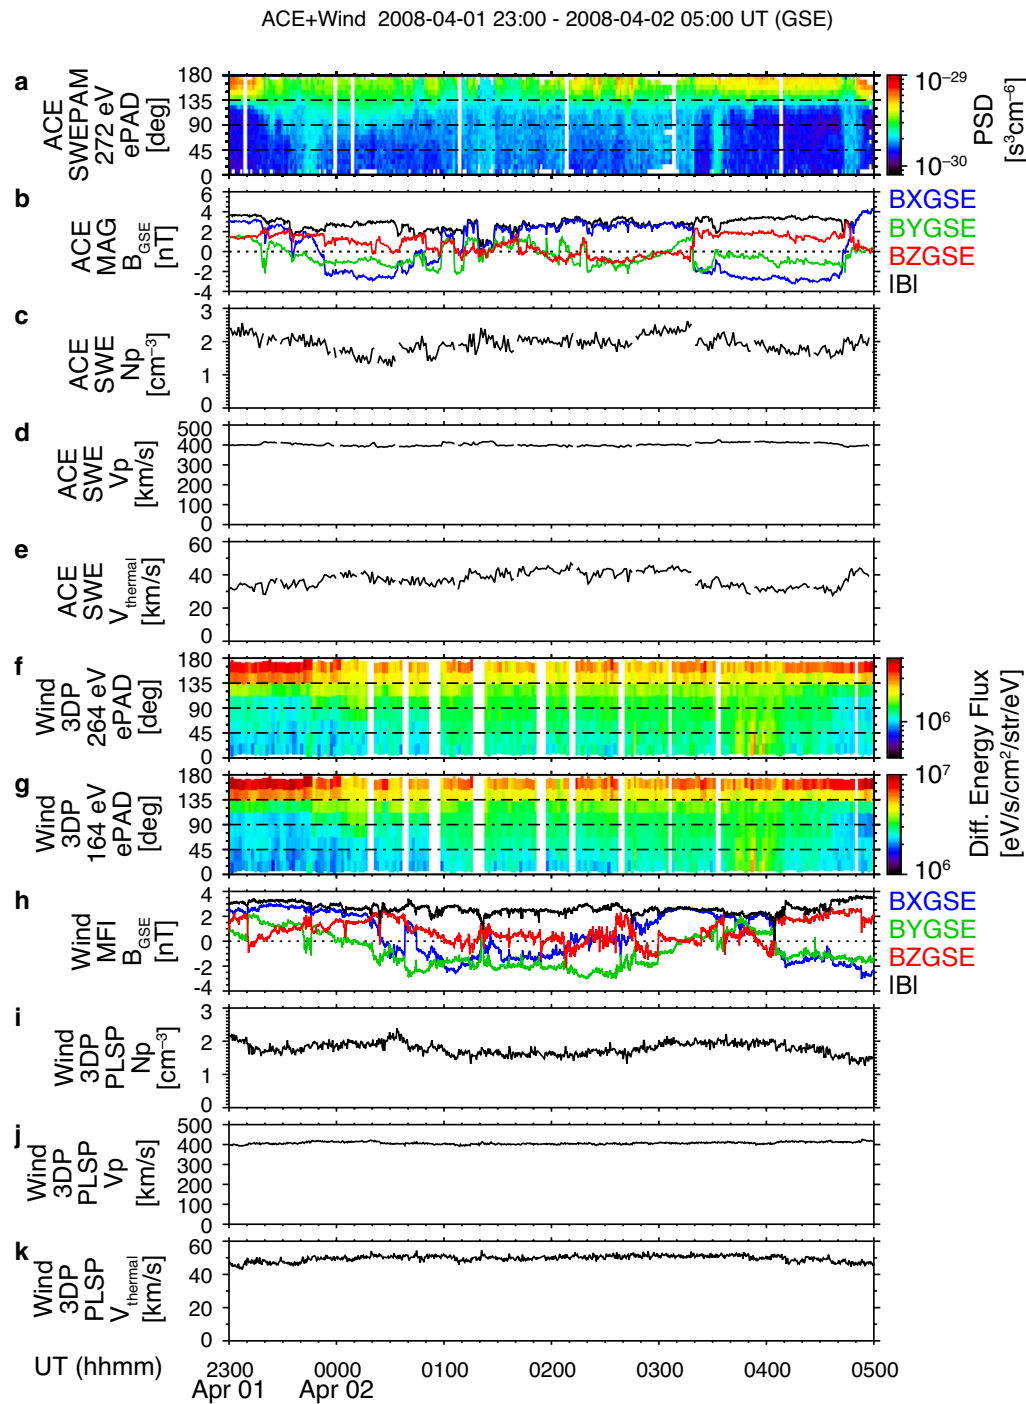 ACE+Wind 2008-04-01 23:00 - 2008-04-02 05:00 UT (GSE)
a
ACE
SWEPAM
272 eV
ePAD
[deg]
180
135
90
45
0
10⁻²⁹
10⁻³⁰
PSD
[s³cm⁻⁶]
b
ACE
MAG
B_GSE
[nT]
6
4
2
0
-2
-4
BXGSE
BYGSE
BZGSE
|B|
c
ACE
SWE
Np
[cm⁻³]
3
2
1
0
d
ACE
SWE
Vp
[km/s]
500
400
300
200
100
0
e
ACE
SWE
V_thermal
[km/s]
60
40
20
0
f
Wind
3DP
264 eV
ePAD
[deg]
180
135
90
45
0
10⁶
g
Wind
3DP
164 eV
ePAD
[deg]
180
135
90
45
0
10⁷
10⁶
Diff. Energy Flux
[eV/s/cm²/str/eV]
h
Wind
MFI
B_GSE
[nT]
4
2
0
-2
-4
BXGSE
BYGSE
BZGSE
|B|
i
Wind
3DP
PLSP
Np
[cm⁻³]
3
2
1
0
j
Wind
3DP
PLSP
Vp
[km/s]
500
400
300
200
100
0
k
Wind
3DP
PLSP
V_thermal
[km/s]
60
40
20
0
UT (hhmm)
2300 0000 0100 0200 0300 0400 0500
Apr 01 Apr 02